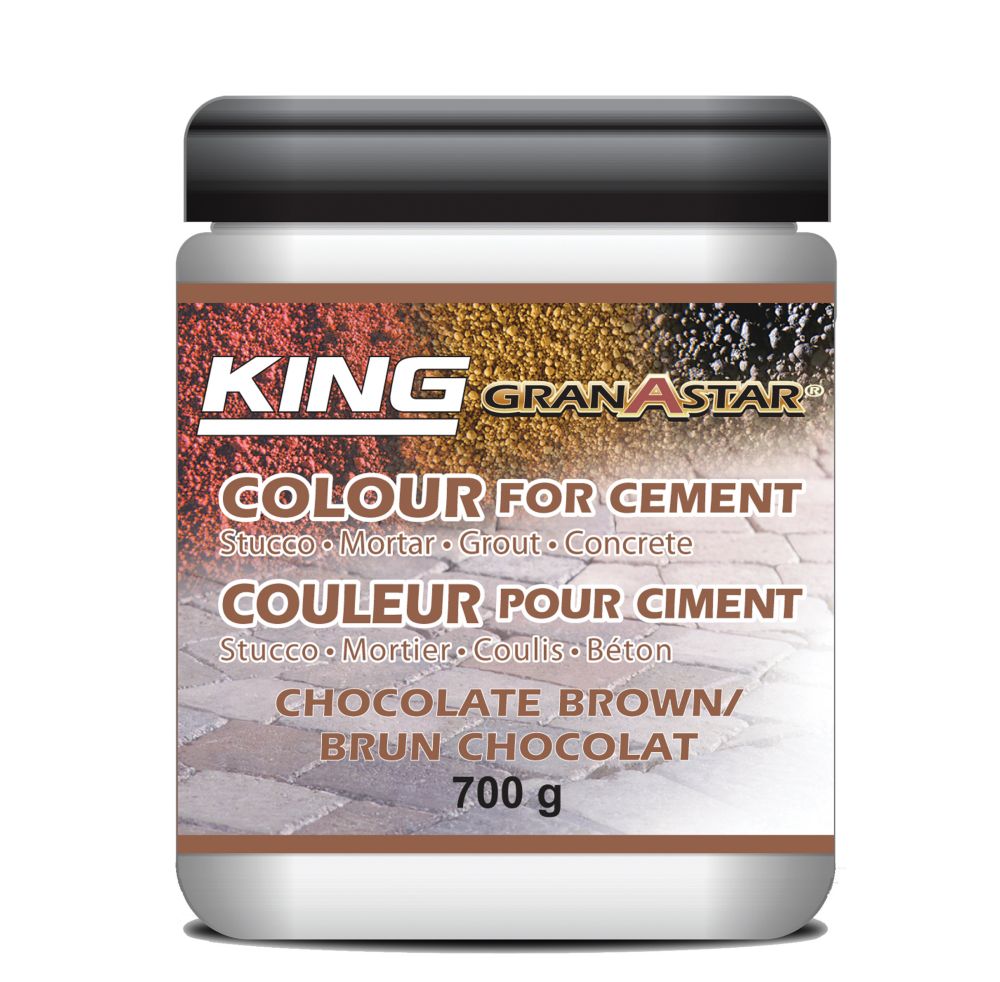 KING GRANASTAR®
COLOUR FOR CEMENT
Stucco • Mortar • Grout • Concrete
COULEUR POUR CIMENT
Stucco • Mortier • Coulis • Béton
CHOCOLATE BROWN/
BRUN CHOCOLAT
700 g